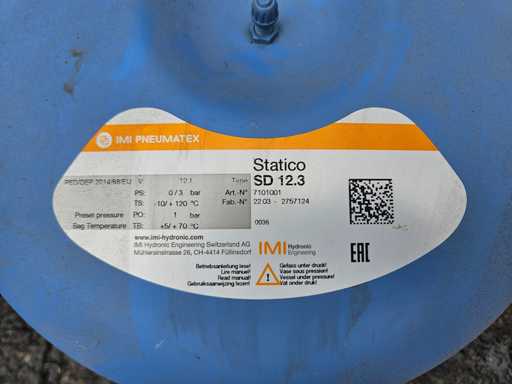 IMI PNEUMATEX
Statico
PED/DEP 2014/68/EU V 12 l Type SD 12.3
PS: 0 / 3 bar Art.-N° 7101001
TS: -10/ + 120 °C Fab.-N° 22 03 - 2757124
Preset pressure PO: 1 bar 0036
Bag Temperature TB: +5/ + 70 °C
www.imi-hydronic.com
IMI Hydronic Engineering Switzerland AG
Mühlerainstrasse 26, CH-4414 Füllinsdorf
IMI Hydronic Engineering
EAC
Betriebsanleitung lesen!
Lire manuel!
Read manual!
Gebruiksaanwijzing lezen!
Gefäss unter druck!
Vase sous pression!
Vessel under pressure!
Vat onder druk!